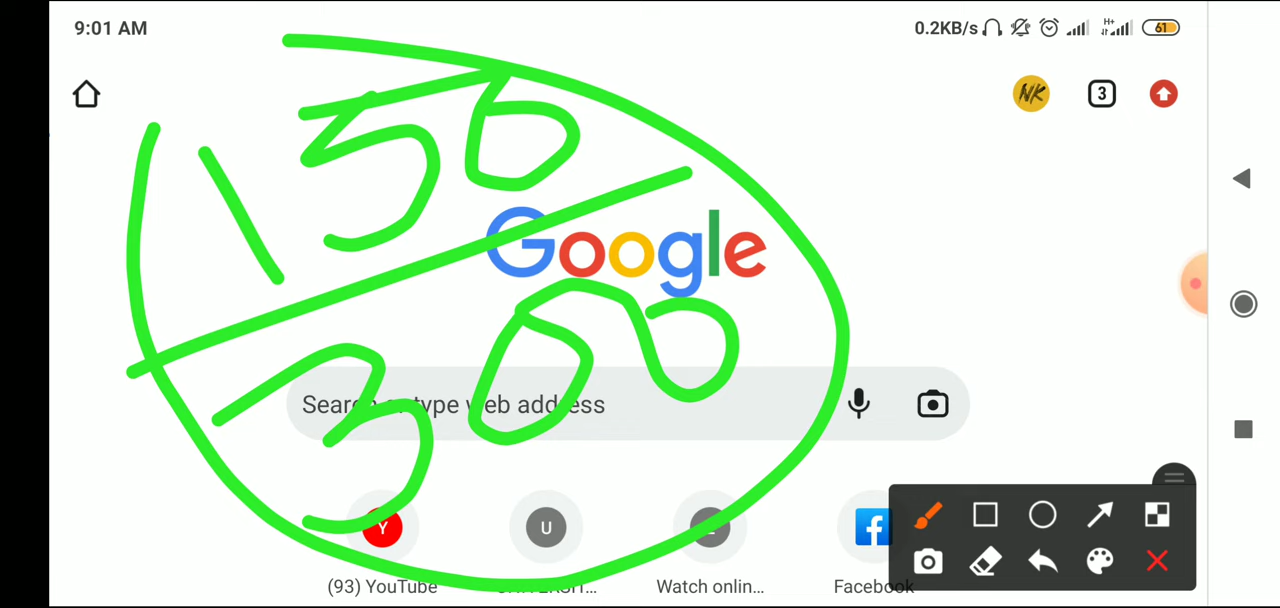 9:01 AM 0.2KB/s H+ 61
NK 3
150
Google
300
Search or type web address
Y U
(93) YouTube Watch onlin... Facebook